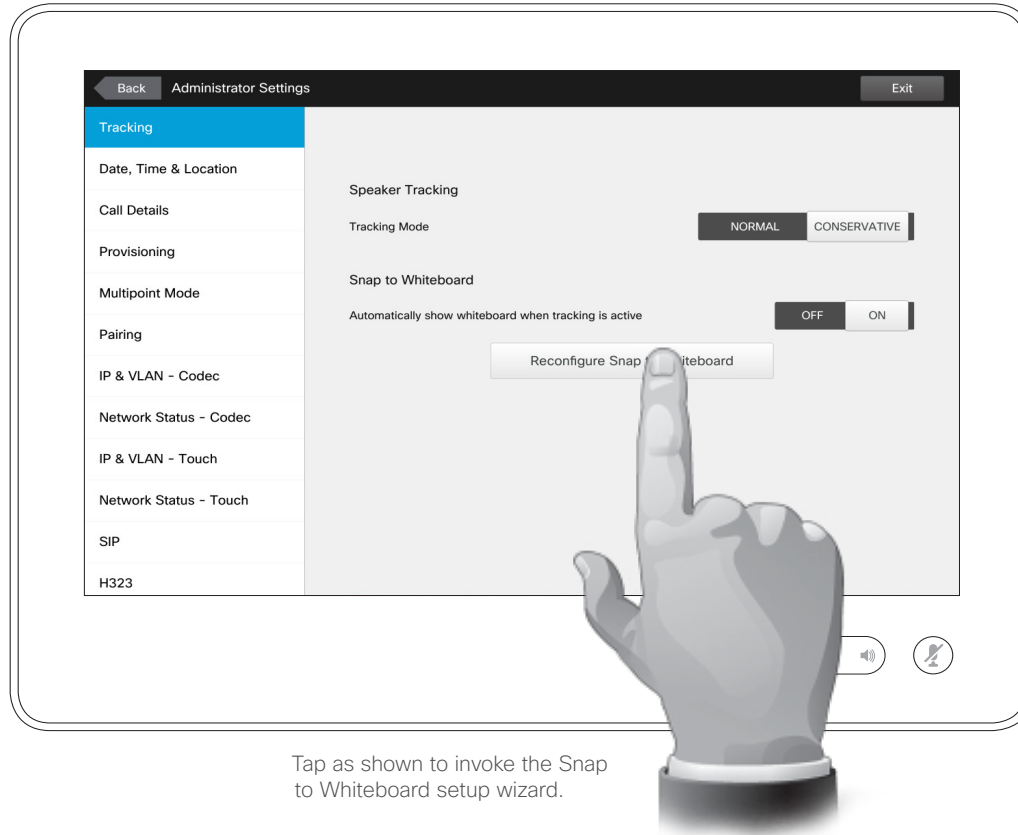 Back Administrator Settings Exit
Tracking
Date, Time & Location
Call Details
Provisioning
Multipoint Mode
Pairing
IP & VLAN - Codec
Network Status - Codec
IP & VLAN - Touch
Network Status - Touch
SIP
H323
Speaker Tracking
Tracking Mode NORMAL CONSERVATIVE
Snap to Whiteboard
Automatically show whiteboard when tracking is active OFF ON
Reconfigure Snap iteboard
Tap as shown to invoke the Snap
to Whiteboard setup wizard.